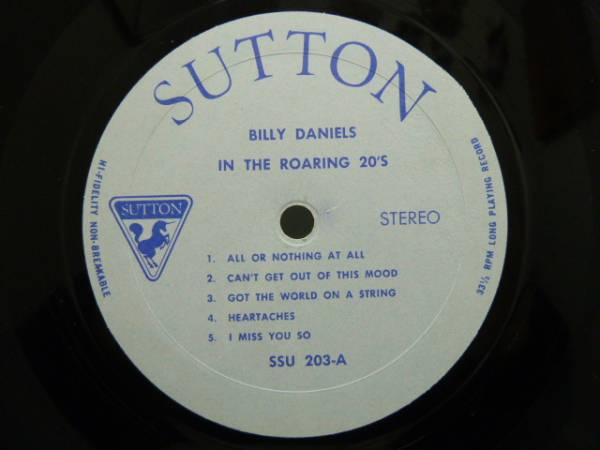 SUTTON
BILLY DANIELS
IN THE ROARING 20'S
HI-FIDELITY NON-BREAKABLE
SUTTON
STEREO
33⅓ RPM LONG PLAYING RECORD
1. ALL OR NOTHING AT ALL
2. CAN'T GET OUT OF THIS MOOD
3. GOT THE WORLD ON A STRING
4. HEARTACHES
5. I MISS YOU SO
SSU 203-A